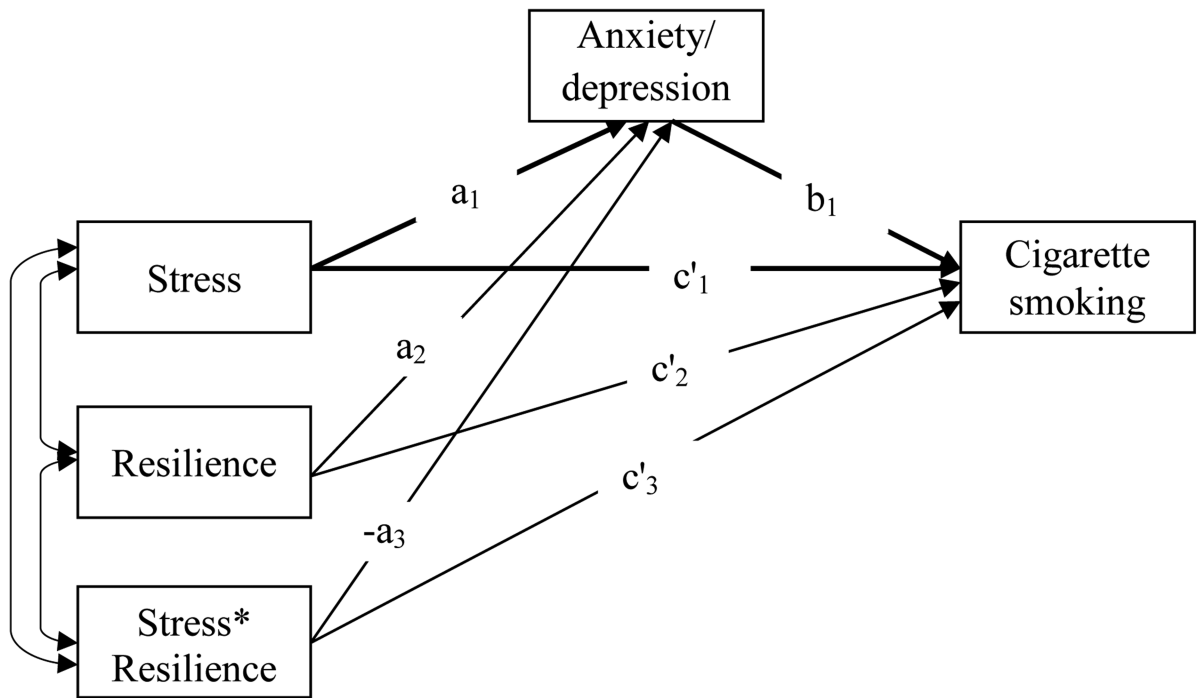 Anxiety/
depression
a₁
b₁
Stress
c'₁
Cigarette
smoking
a₂
c'₂
Resilience
c'₃
-a₃
Stress*
Resilience